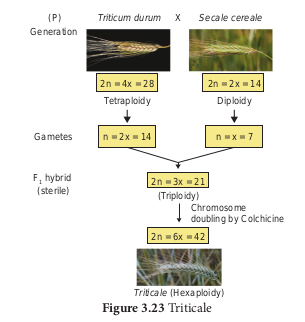 (P) Triticum durum X Secale cereale
Generation
2n = 4x = 28 2n = 2x = 14
Tetraploidy Diploidy
Gametes n = 2x = 14 n = x = 7
F₁ hybrid
(sterile)
2n = 3x = 21
(Triploidy)
Chromosome
doubling by Colchicine
2n = 6x = 42
Triticale (Hexaploidy)
Figure 3.23 Triticale